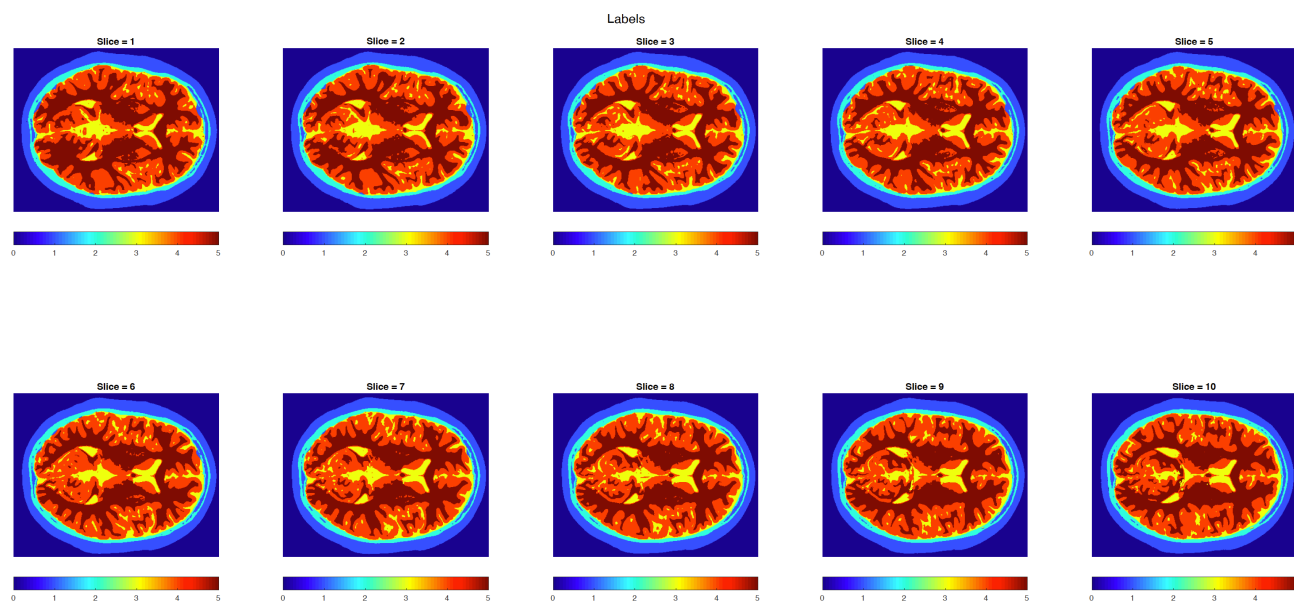 Labels
Slice = 1 Slice = 2 Slice = 3 Slice = 4 Slice = 5
0 1 2 3 4 5 0 1 2 3 4 5 0 1 2 3 4 5 0 1 2 3 4 5 0 1 2 3 4
Slice = 6 Slice = 7 Slice = 8 Slice = 9 Slice = 10
0 1 2 3 4 5 0 1 2 3 4 5 0 1 2 3 4 5 0 1 2 3 4 5 0 1 2 3 4